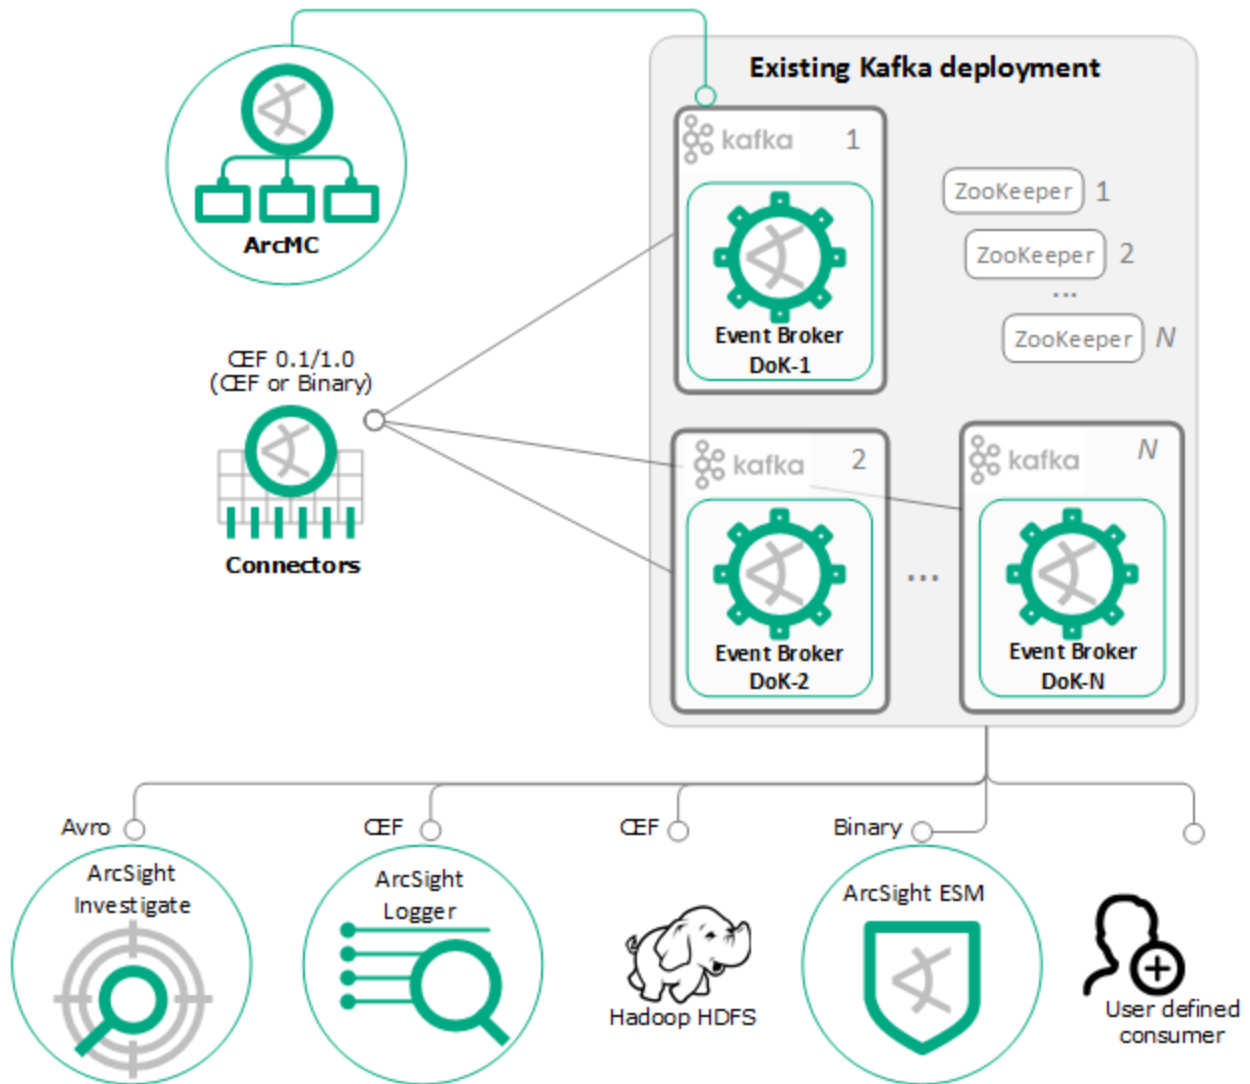 Existing Kafka deployment
kafka 1
ZooKeeper 1
ZooKeeper 2
...
ZooKeeper N
Event Broker
DoK-1
ArcMC
CEF 0.1/1.0
(CEF or Binary)
Connectors
kafka 2
Event Broker
DoK-2
...
kafka N
Event Broker
DoK-N
Avro
CEF
CEF
Binary
ArcSight
Investigate
ArcSight
Logger
Hadoop HDFS
ArcSight ESM
User defined
consumer